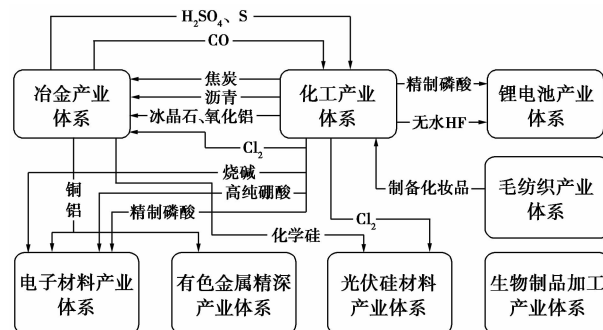 H₂SO₄、S
CO
冶金产业
体系
焦炭
沥青
冰晶石、氧化铝
Cl₂
化工产业
体系
精制磷酸
无水HF
锂电池产业
体系
制备化妆品
毛纺织产业
体系
铜
铝
烧碱
高纯硼酸
精制磷酸
化学硅
Cl₂
电子材料产业
体系
有色金属精深
产业体系
光伏硅材料
产业体系
生物制品加工
产业体系